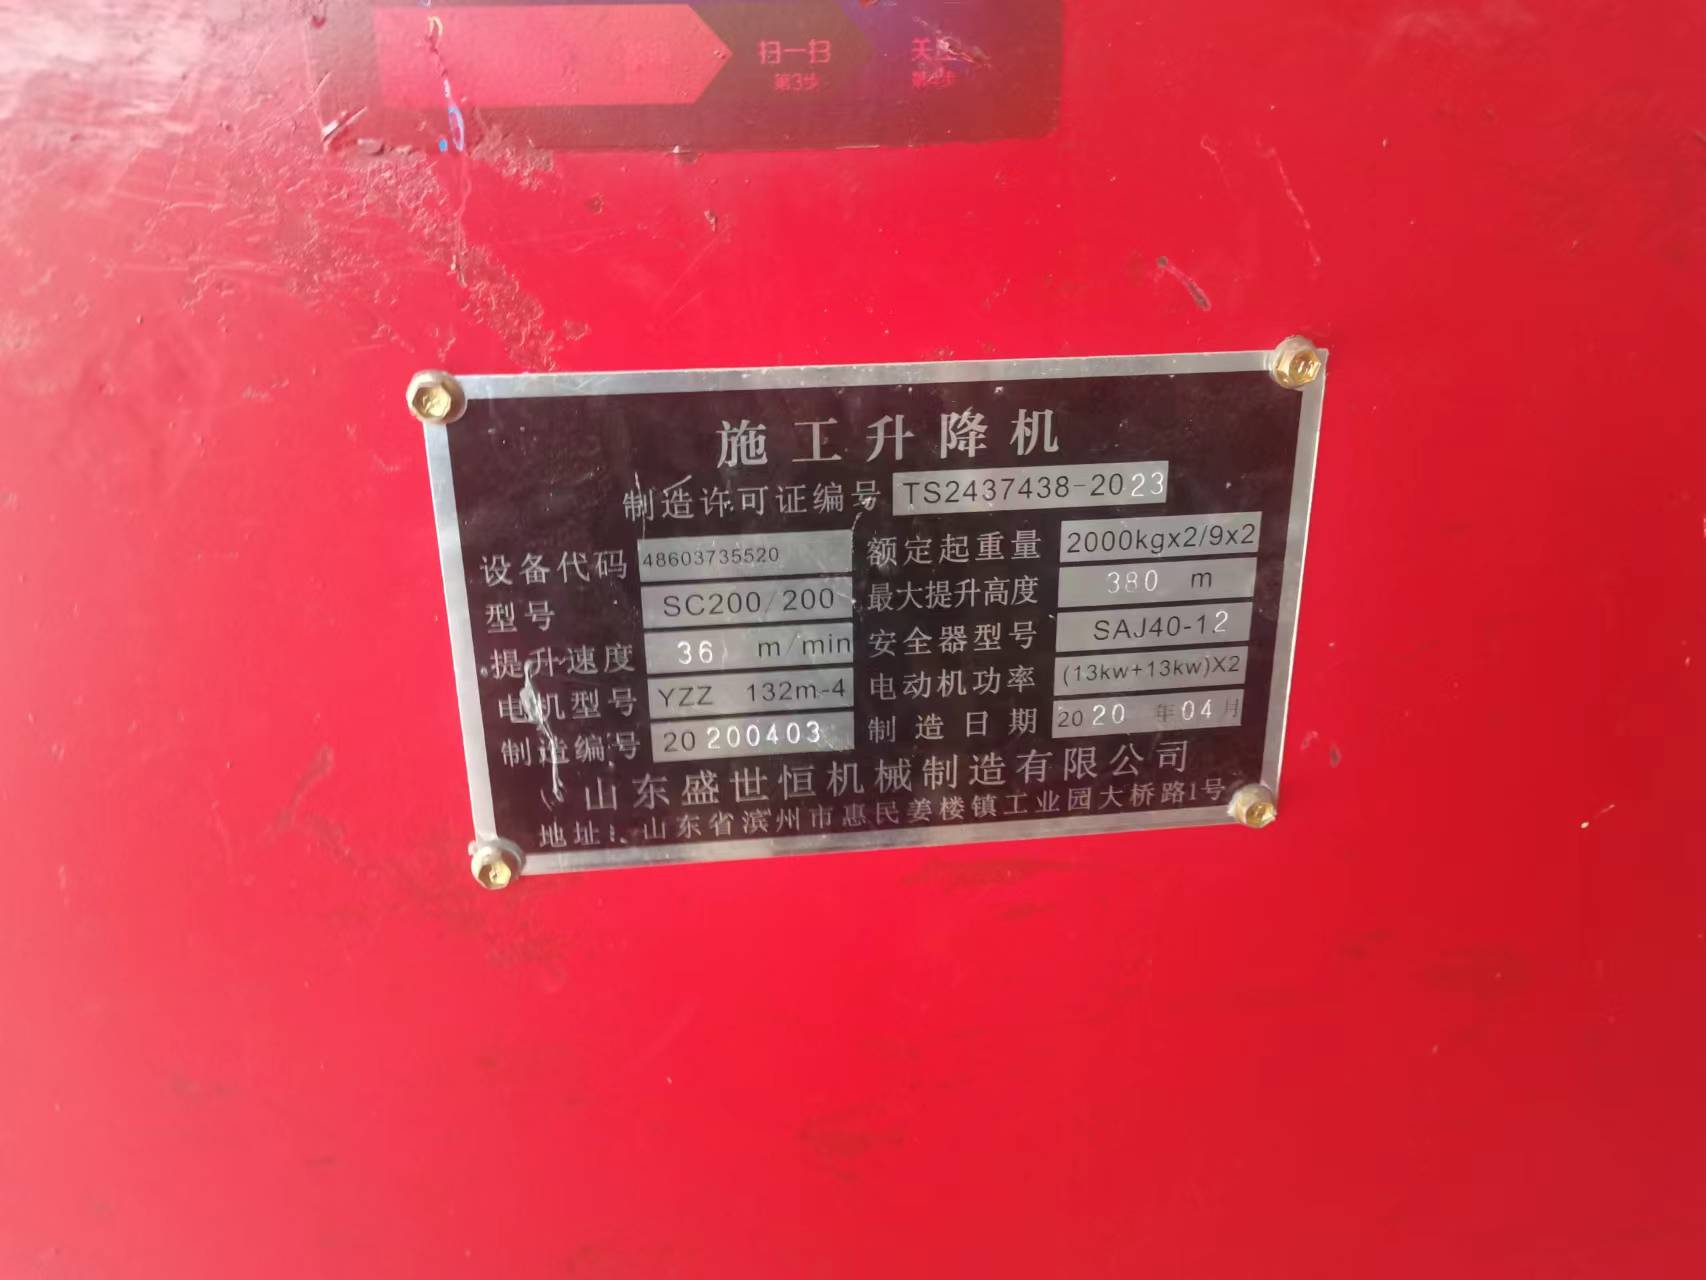 扫一扫
第3步
施工升降机
制造许可证编号 TS2437438-2023
设备代码 48603735520 额定起重量 2000kgx2/9x2
型号 SC200/200 最大提升高度 380 m
提升速度 36 m/min 安全器型号 SAJ40-12
电机型号 YZZ 132m-4 电动机功率 (13kw+13kw)X2
制造编号 20200403 制造日期 2020年04月
山东盛世恒机械制造有限公司
地址：山东省滨州市惠民姜楼镇工业园大桥路1号